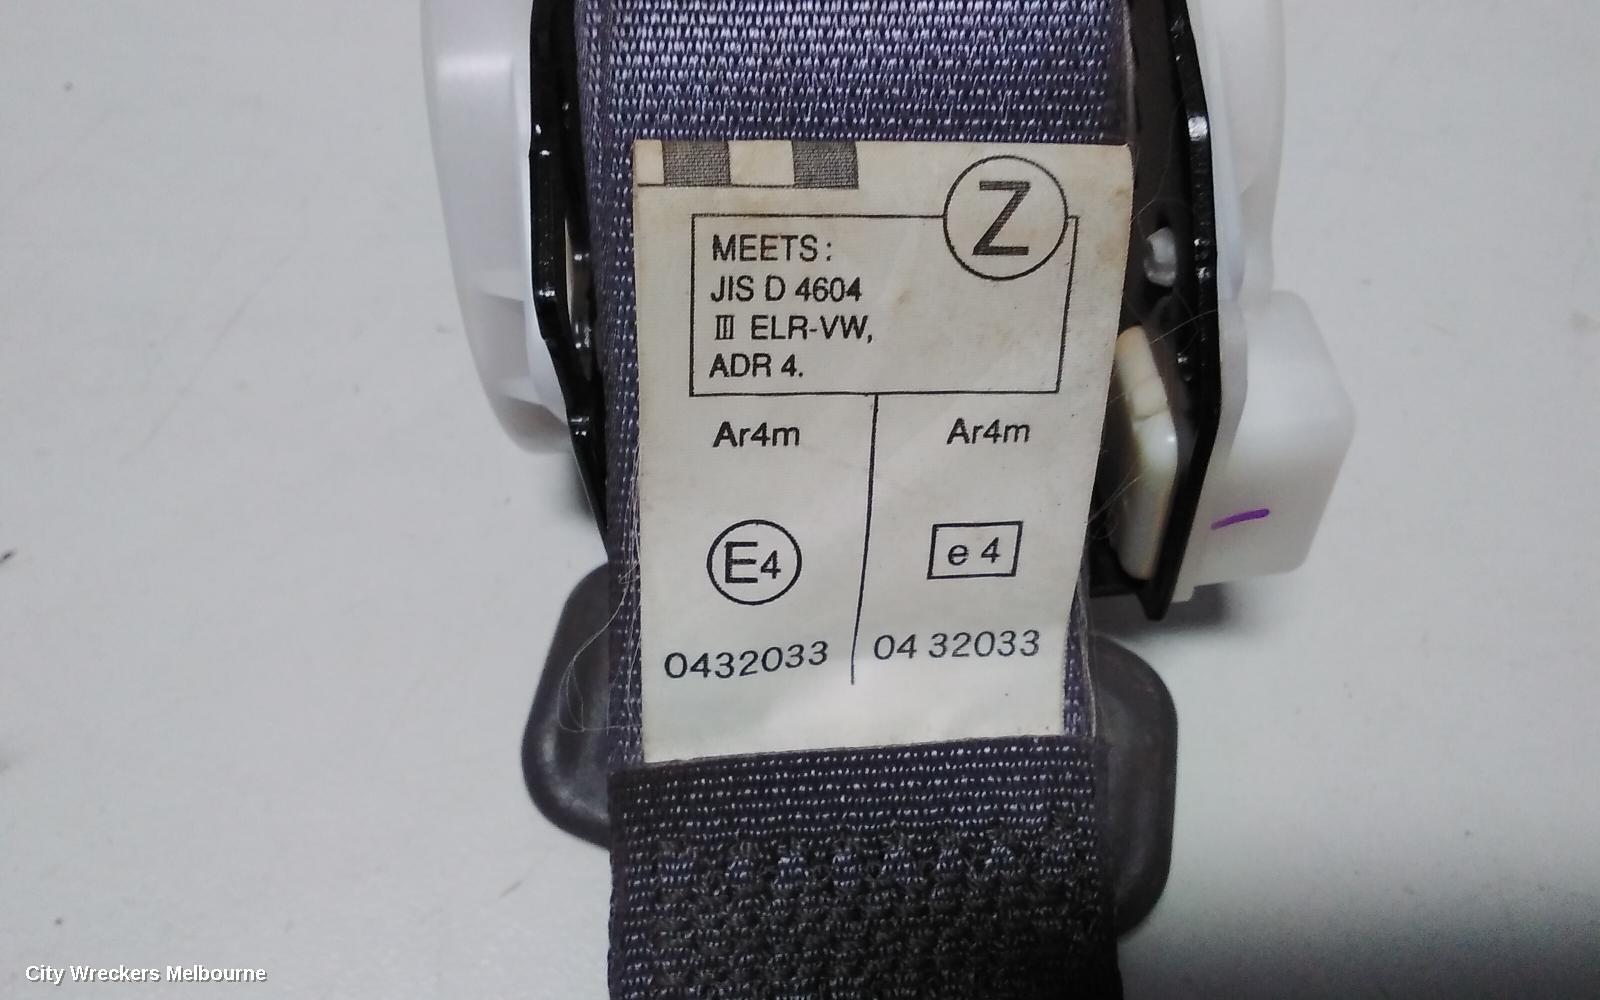 Z
MEETS:
JIS D 4604
Ⅲ ELR-VW,
ADR 4.
Ar4m Ar4m
E4 e 4
0432033 04 32033
City Wreckers Melbourne